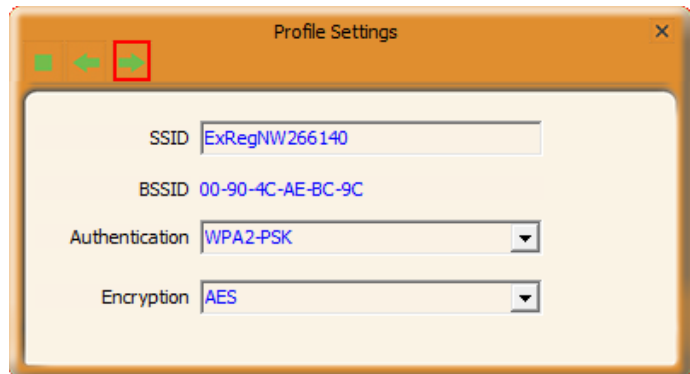 Profile Settings
SSID ExRegNW266140
BSSID 00-90-4C-AE-BC-9C
Authentication WPA2-PSK
Encryption AES